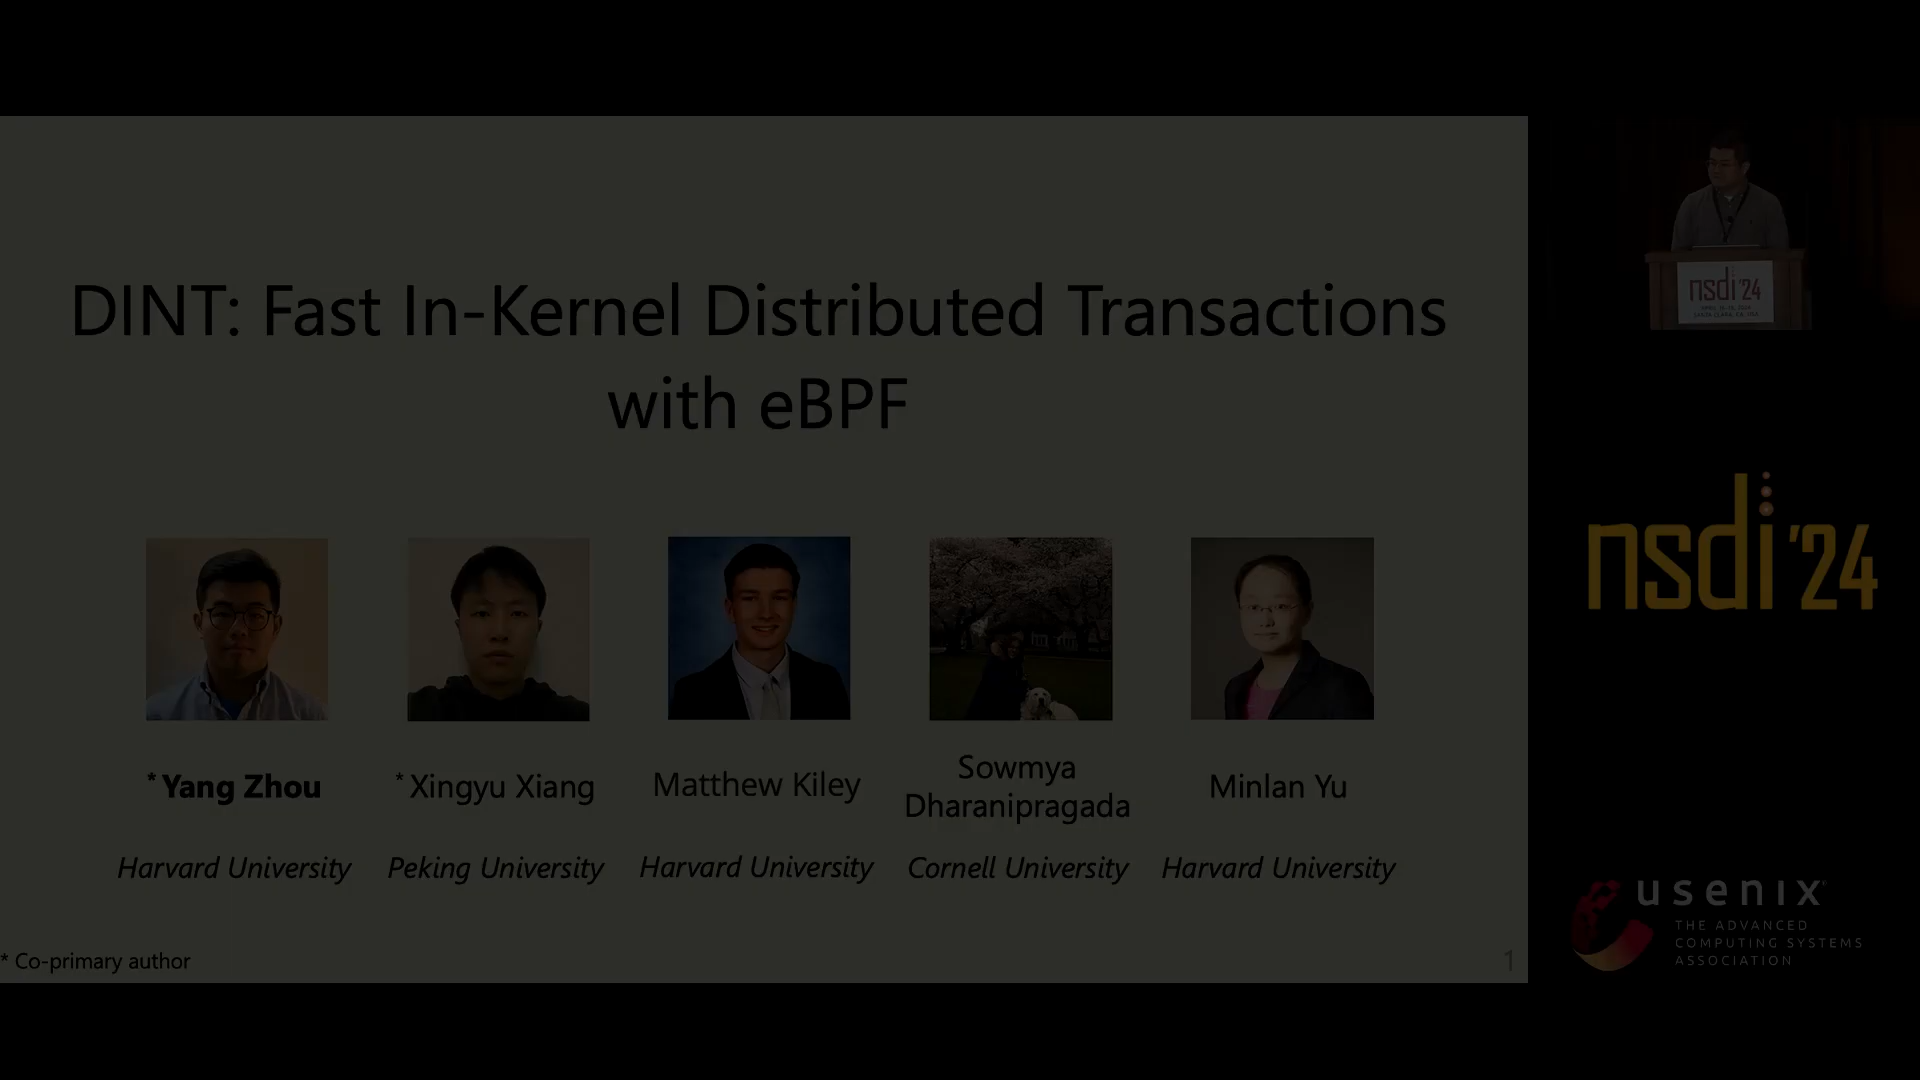 DINT: Fast In-Kernel Distributed Transactions
with eBPF
*Yang Zhou
Harvard University
*Xingyu Xiang
Peking University
Matthew Kiley
Harvard University
Sowmya
Dharanipragada
Cornell University
Minlan Yu
Harvard University
* Co-primary author
1
nsdi'24
nsdi'24
usenix
THE ADVANCED
COMPUTING SYSTEMS
ASSOCIATION